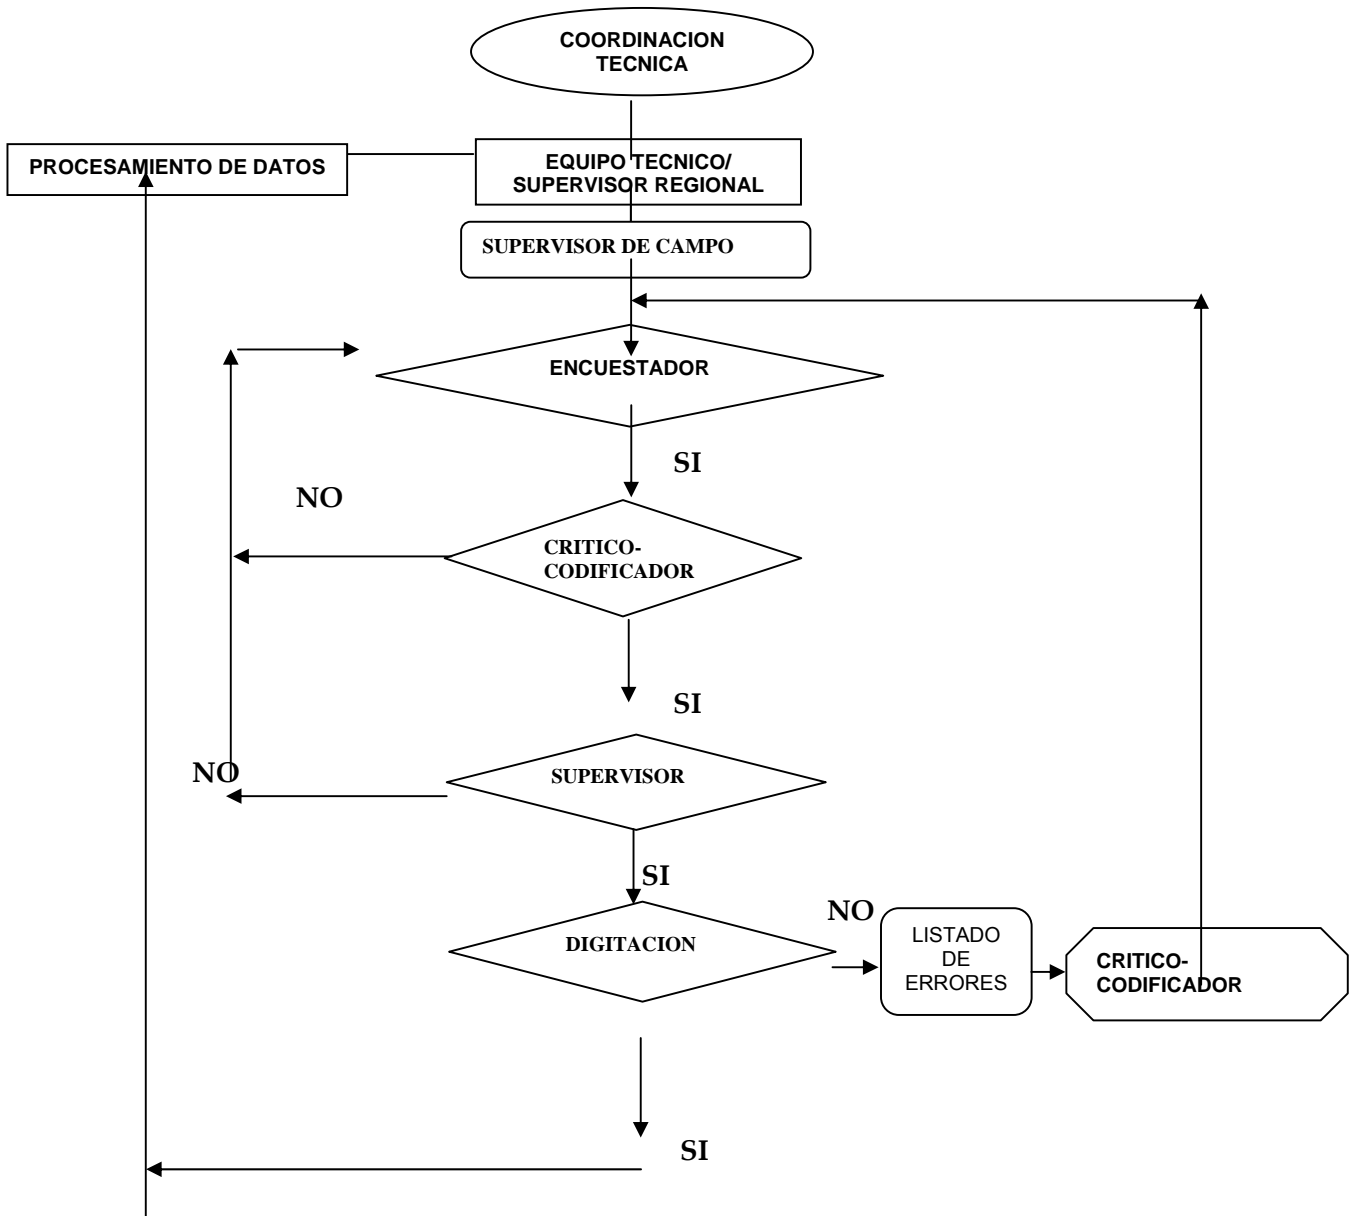 COORDINACION
TECNICA
PROCESAMIENTO DE DATOS
EQUIPO TECNICO/
SUPERVISOR REGIONAL
SUPERVISOR DE CAMPO
ENCUESTADOR
SI
NO
CRITICO-
CODIFICADOR
SI
NO
SUPERVISOR
SI
DIGITACION
NO
LISTADO
DE
ERRORES
CRITICO-
CODIFICADOR
SI